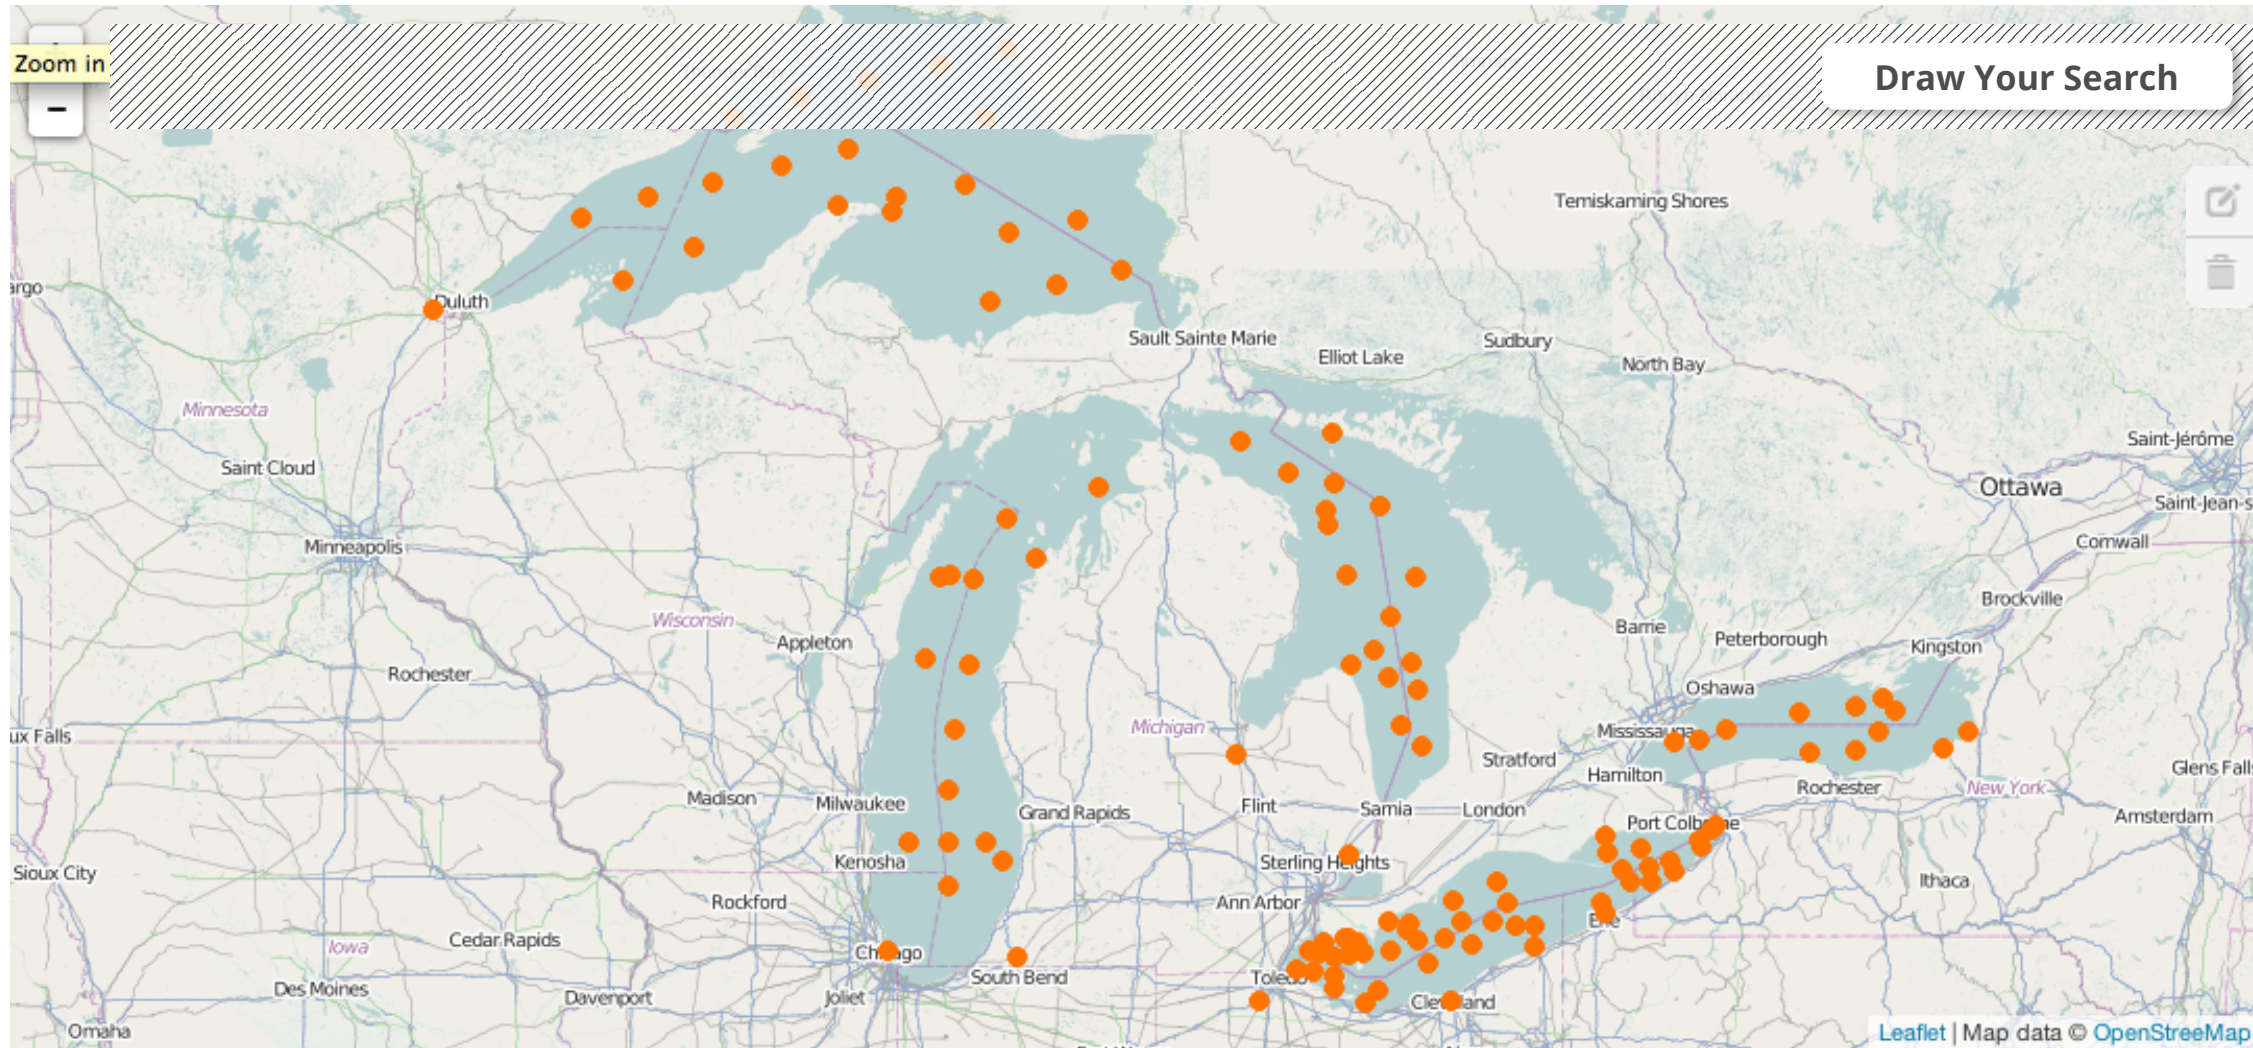 Zoom in
−
Draw Your Search
Temiskaming Shores
argo
Duluth
Sault Sainte Marie
Elliot Lake
Sudbury
North Bay
Minnesota
Saint Cloud
Saint-Jérôme
Ottawa
Saint-Jean-s
Minneapolis
Cornwall
Brockville
Wisconsin
Appleton
Barrie
Peterborough
Kingston
Rochester
Oshawa
ux Falls
Michigan
Mississauga
Stratford
Hamilton
Glens Falls
Rochester
New York
Madison
Milwaukee
Grand Rapids
Flint
Sarnia
London
Port Colborne
Amsterdam
Kenosha
Sterling Heights
Sioux City
Ithaca
Rockford
Ann Arbor
Erie
Iowa
Cedar Rapids
Chicago
South Bend
Toledo
Des Moines
Davenport
Joliet
Cleveland
Omaha
Leaflet | Map data © OpenStreetMap